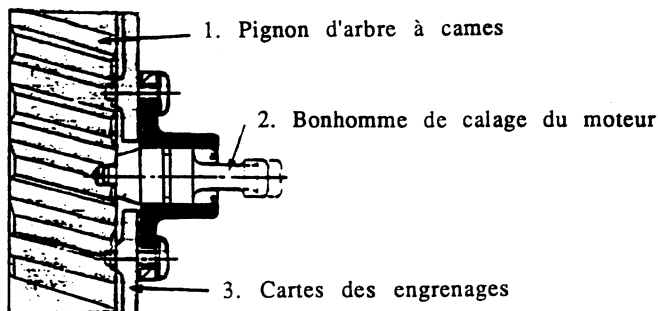 1. Pignon d'arbre à cames
2. Bonhomme de calage du moteur
3. Cartes des engrenages